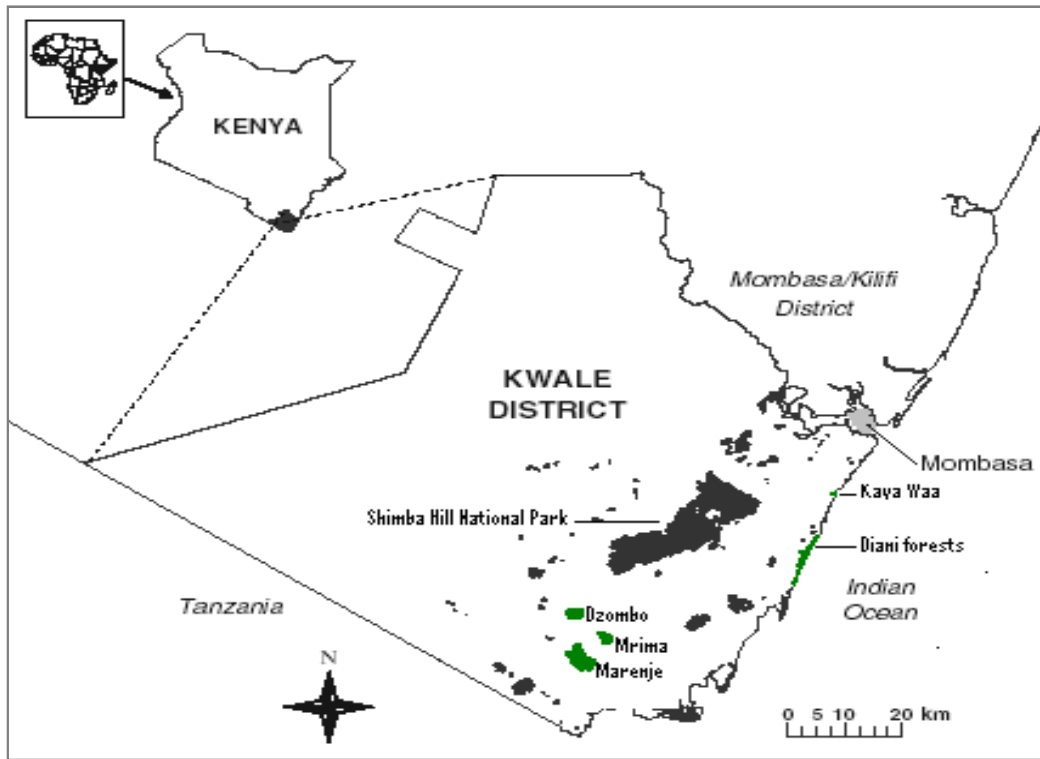 KENYA
Mombasa/Kilifi
District
KWALE
DISTRICT
Mombasa
Kaya Waa
Shimba Hill National Park
Diani forests
Indian
Ocean
Tanzania
Dzombo
Mrima
Marenje
N
0 5 10 20 km